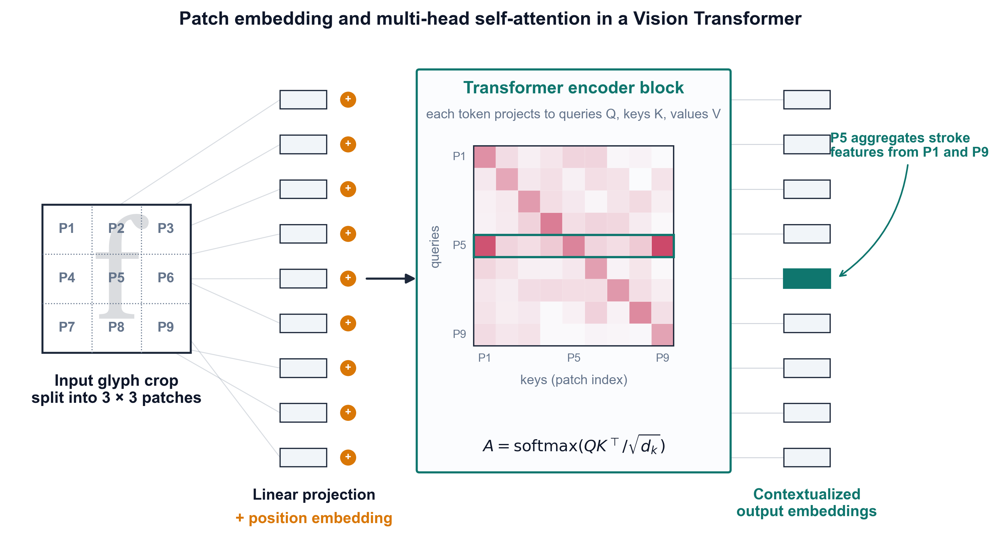 Patch embedding and multi-head self-attention in a Vision Transformer
P1 P2 P3
P4 P5 P6
P7 P8 P9
f
Input glyph crop
split into 3 × 3 patches
+
+
+
+
+
+
+
+
+
Linear projection
+ position embedding
Transformer encoder block
each token projects to queries Q, keys K, values V
queries
P1
P5
P9
P1 P5 P9
keys (patch index)
A = softmax(QK⊤/√dₖ)
P5 aggregates stroke
features from P1 and P9
Contextualized
output embeddings